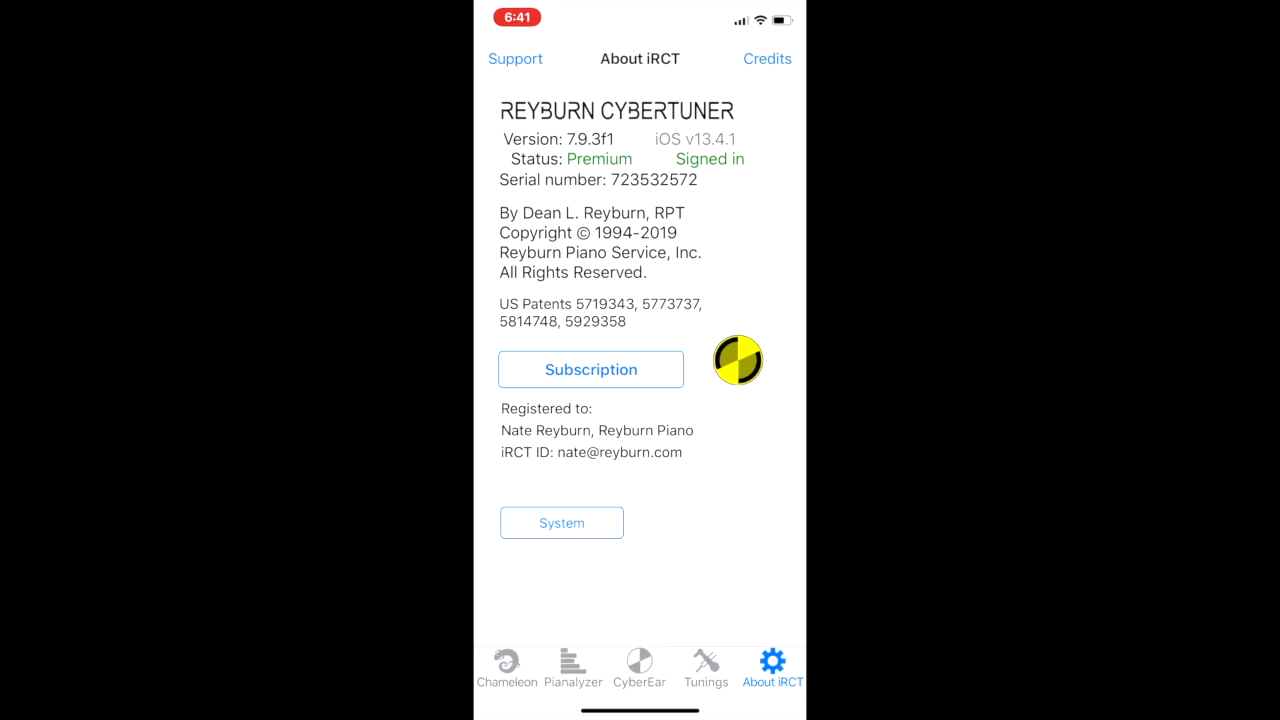 6:41
Support About iRCT Credits
REYBURN CYBERTUNER
Version: 7.9.3f1 iOS v13.4.1
Status: Premium Signed in
Serial number: 723532572
By Dean L. Reyburn, RPT
Copyright © 1994-2019
Reyburn Piano Service, Inc.
All Rights Reserved.
US Patents 5719343, 5773737,
5814748, 5929358
Subscription
Registered to:
Nate Reyburn, Reyburn Piano
iRCT ID: nate@reyburn.com
System
Chameleon Pianalyzer CyberEar Tunings About iRCT